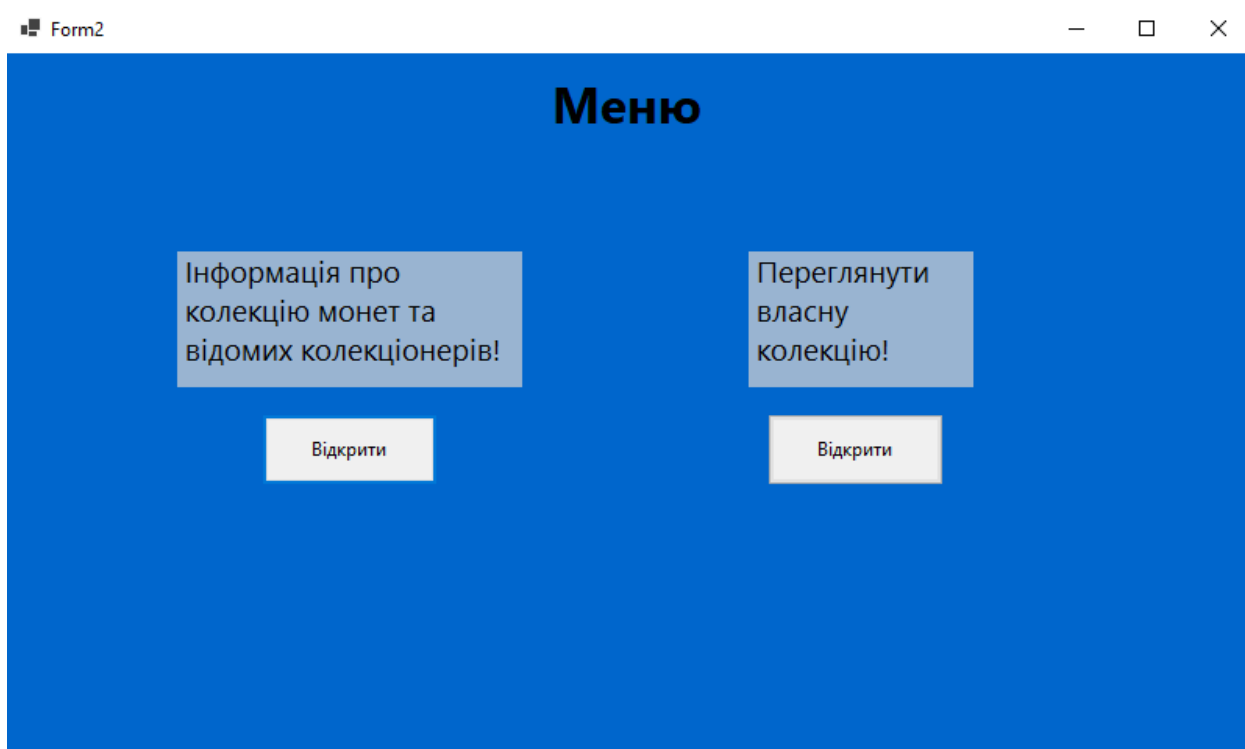 Form2
Меню
Інформація про
колекцію монет та
відомих колекціонерів!
Відкрити
Переглянути
власну
колекцію!
Відкрити